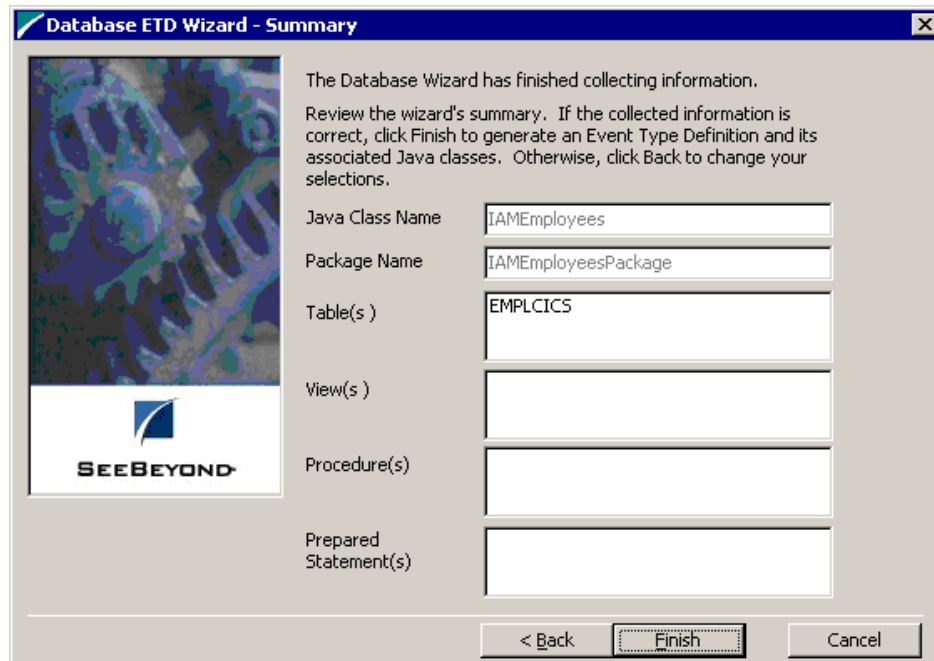 Database ETD Wizard - Summary
The Database Wizard has finished collecting information.
Review the wizard's summary. If the collected information is
correct, click Finish to generate an Event Type Definition and its
associated Java classes. Otherwise, click Back to change your
selections.
Java Class Name
IAMEmployees
Package Name
IAMEmployeesPackage
Table(s )
EMPLCICS
View(s )
Procedure(s)
Prepared
Statement(s)
SEEBEYOND
< Back
Finish
Cancel